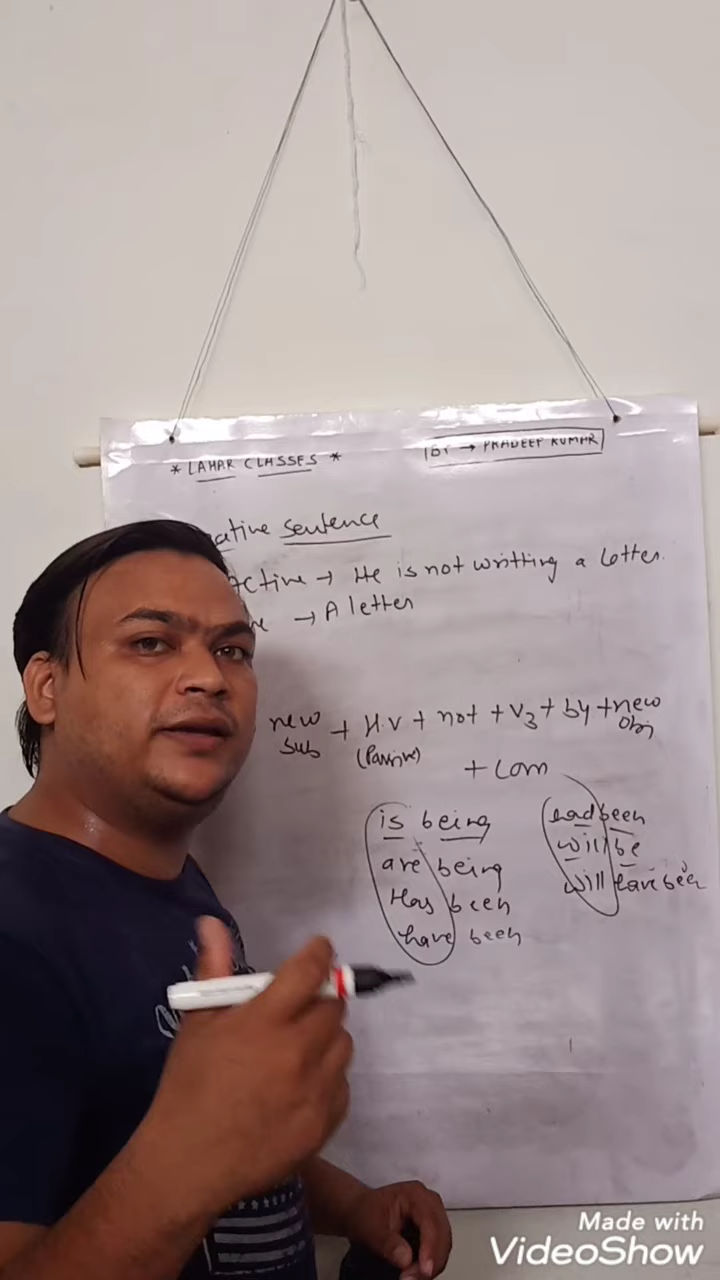 * LAHAR CLASSES *
BY → PRADEEP KUMAR
ative Sentence
Active → He is not writting a letter.
→ A letter
new sub + H.V + not + V3 + by + new obj
(Passive)
+ Com
is being
are being
Has been
have been
had been
will be
will have been
Made with
VideoShow